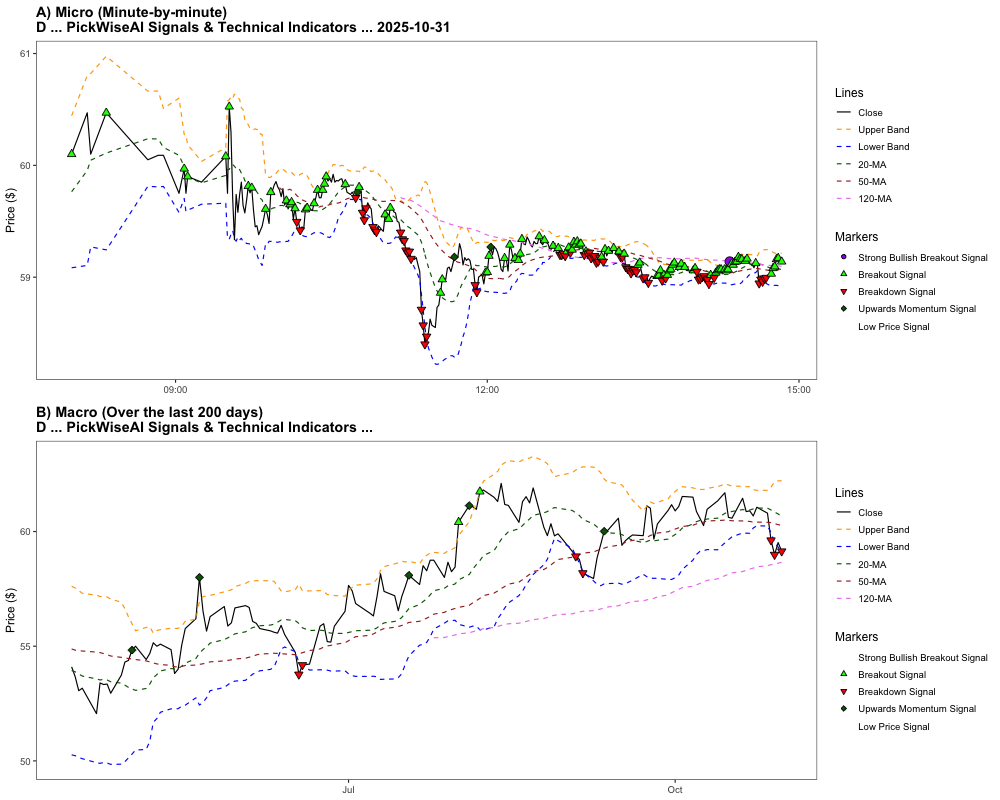 A) Micro (Minute-by-minute)
D ... PickWiseAI Signals & Technical Indicators ... 2025-10-31
Price ($)
61
60
59
09:00
12:00
15:00
Lines
Close
Upper Band
Lower Band
20-MA
50-MA
120-MA
Markers
Strong Bullish Breakout Signal
Breakout Signal
Breakdown Signal
Upwards Momentum Signal
Low Price Signal
B) Macro (Over the last 200 days)
D ... PickWiseAI Signals & Technical Indicators ...
Price ($)
60
55
50
Jul
Oct
Lines
Close
Upper Band
Lower Band
20-MA
50-MA
120-MA
Markers
Strong Bullish Breakout Signal
Breakout Signal
Breakdown Signal
Upwards Momentum Signal
Low Price Signal